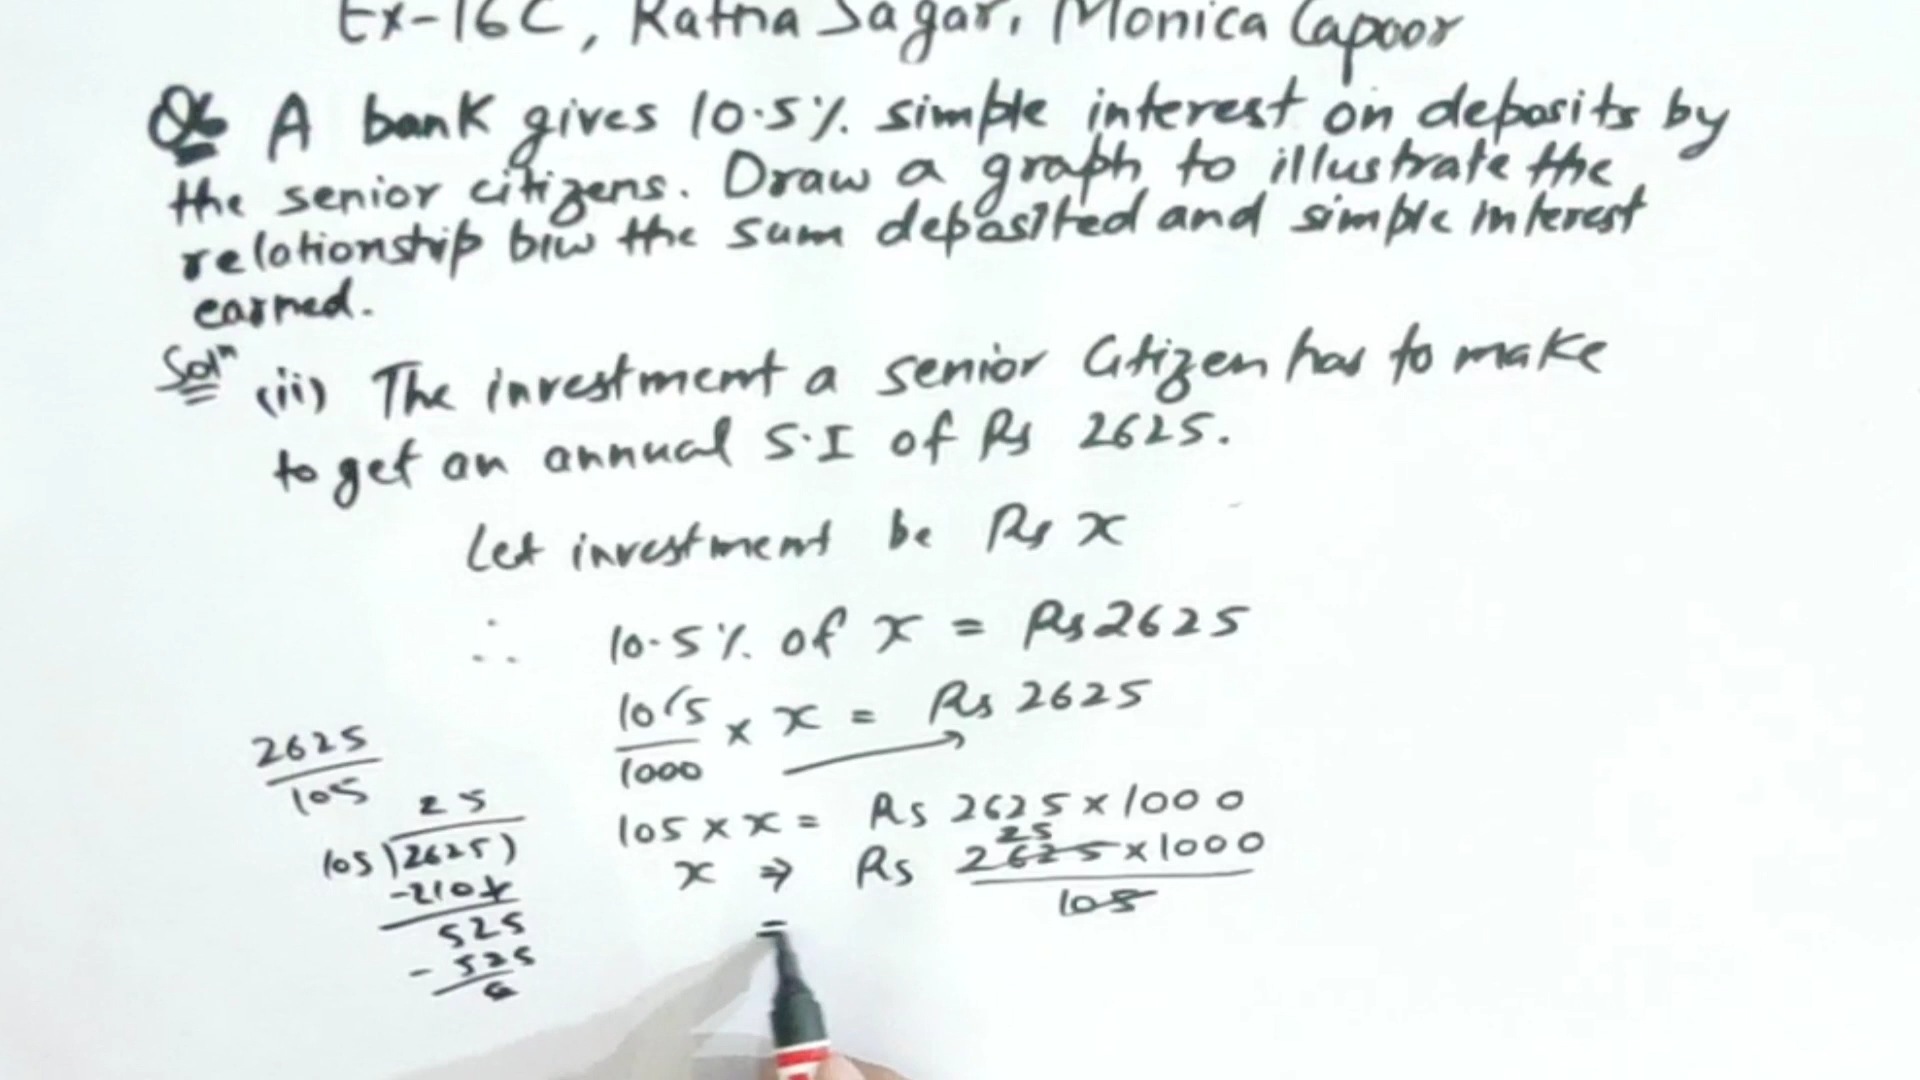 Ex-16C, Ratna Sagar, Monica Capoor
Q6 A bank gives 10.5% simple interest on deposits by
the senior citizens. Draw a graph to illustrate the
relationship b/w the sum deposited and simple interest
earned.
Solⁿ (ii) The investment a senior Citizen has to make
to get an annual S.I of Rs 2625.
Let investment be Rs x
∴ 10.5% of x = Rs 2625
105/1000 × x = Rs 2625
105 × x = Rs 2625 × 1000
x ⇒ Rs 2625 × 1000 / 105
25
=
2625/105
25
105)2625)
-210×
525
- 525
0